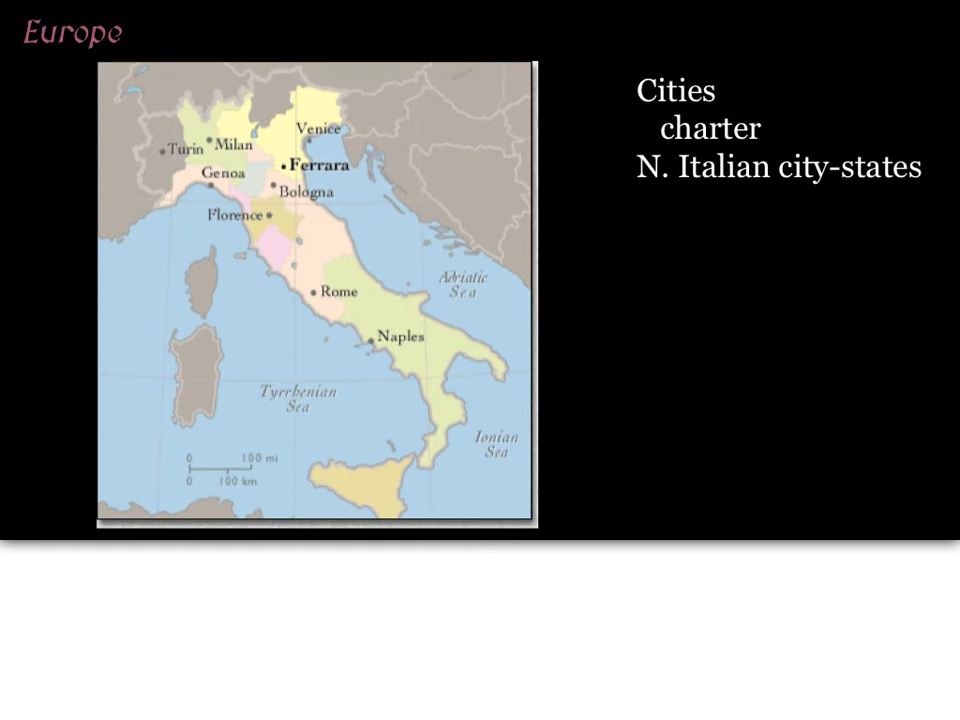 Europe
Cities
charter
N. Italian city-states
Venice
Turin
Milan
Ferrara
Genoa
Bologna
Florence
Adriatic
Sea
Rome
Naples
Tyrrhenian
Sea
Ionian
Sea
0 100 mi
0 100 km